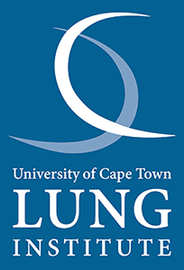 University of Cape Town
LUNG
INSTITUTE